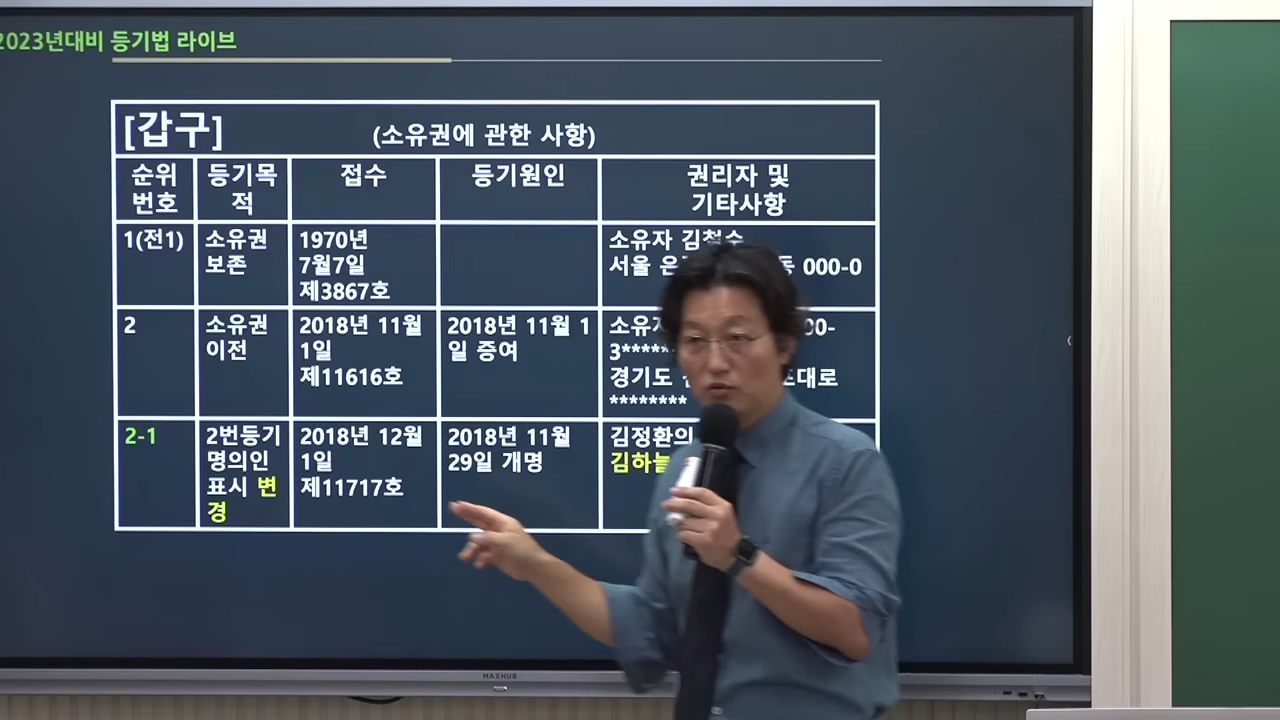 2023년대비 등기법 라이브
[갑구] (소유권에 관한 사항)
순위
번호
등기목
적
접수
등기원인
권리자 및
기타사항
1(전1)
소유권
보존
1970년
7월7일
제3867호
소유자 김철수
서울 000-0
2
소유권
이전
2018년 11월
1일
제11616호
2018년 11월 1
일 증여
3*****
경기도
********
2-1
2번등기
명의인
표시 변
경
2018년 12월
1일
제11717호
2018년 11월
29일 개명
김정환의
김하늘
MAXHUB